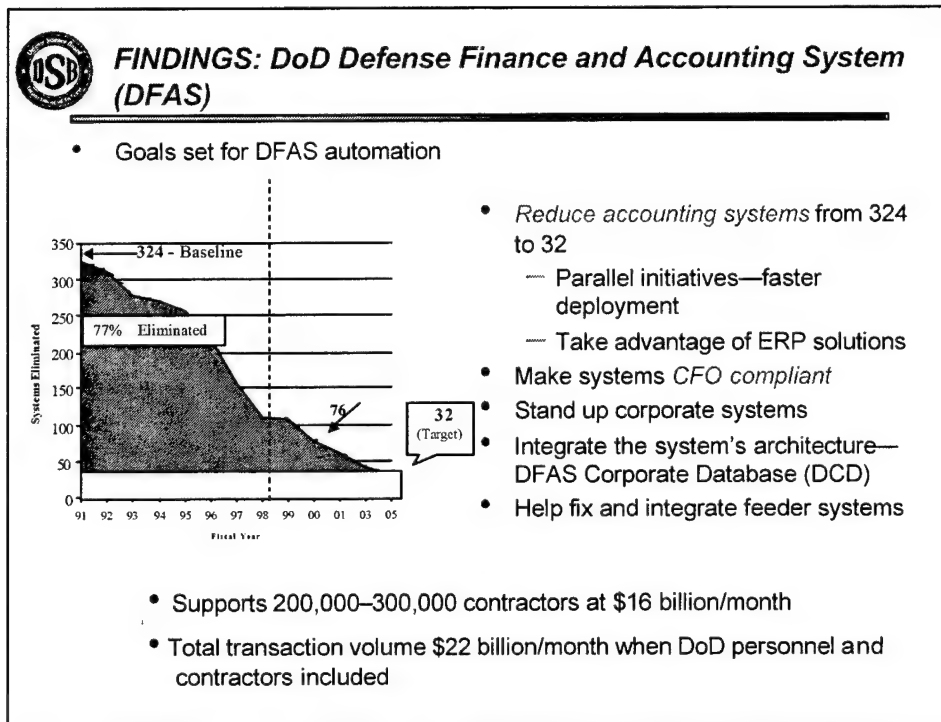 DSB
FINDINGS: DoD Defense Finance and Accounting System
(DFAS)
• Goals set for DFAS automation
350
300
250
200
150
100
50
0
Systems Eliminated
324 - Baseline
77% Eliminated
76
32
(Target)
91 92 93 94 95 96 97 98 99 00 01 03 05
Fiscal Year
• Reduce accounting systems from 324
to 32
— Parallel initiatives—faster
deployment
— Take advantage of ERP solutions
• Make systems CFO compliant
• Stand up corporate systems
• Integrate the system's architecture—
DFAS Corporate Database (DCD)
• Help fix and integrate feeder systems
• Supports 200,000–300,000 contractors at $16 billion/month
• Total transaction volume $22 billion/month when DoD personnel and
contractors included